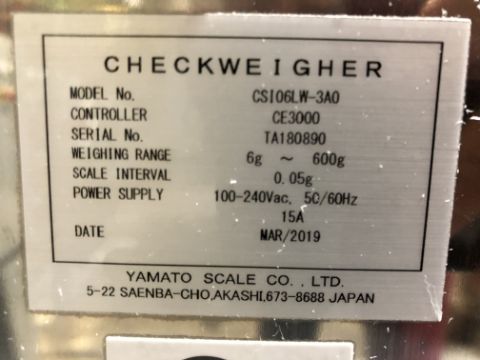 CHECKWEIGHER
MODEL No. CSI06LW-3A0
CONTROLLER CE3000
SERIAL No. TA180890
WEIGHING RANGE 6g ~ 600g
SCALE INTERVAL 0.05g
POWER SUPPLY 100-240Vac, 50/60Hz
15A
DATE MAR/2019
YAMATO SCALE CO., LTD.
5-22 SAENBA-CHO,AKASHI,673-8688 JAPAN